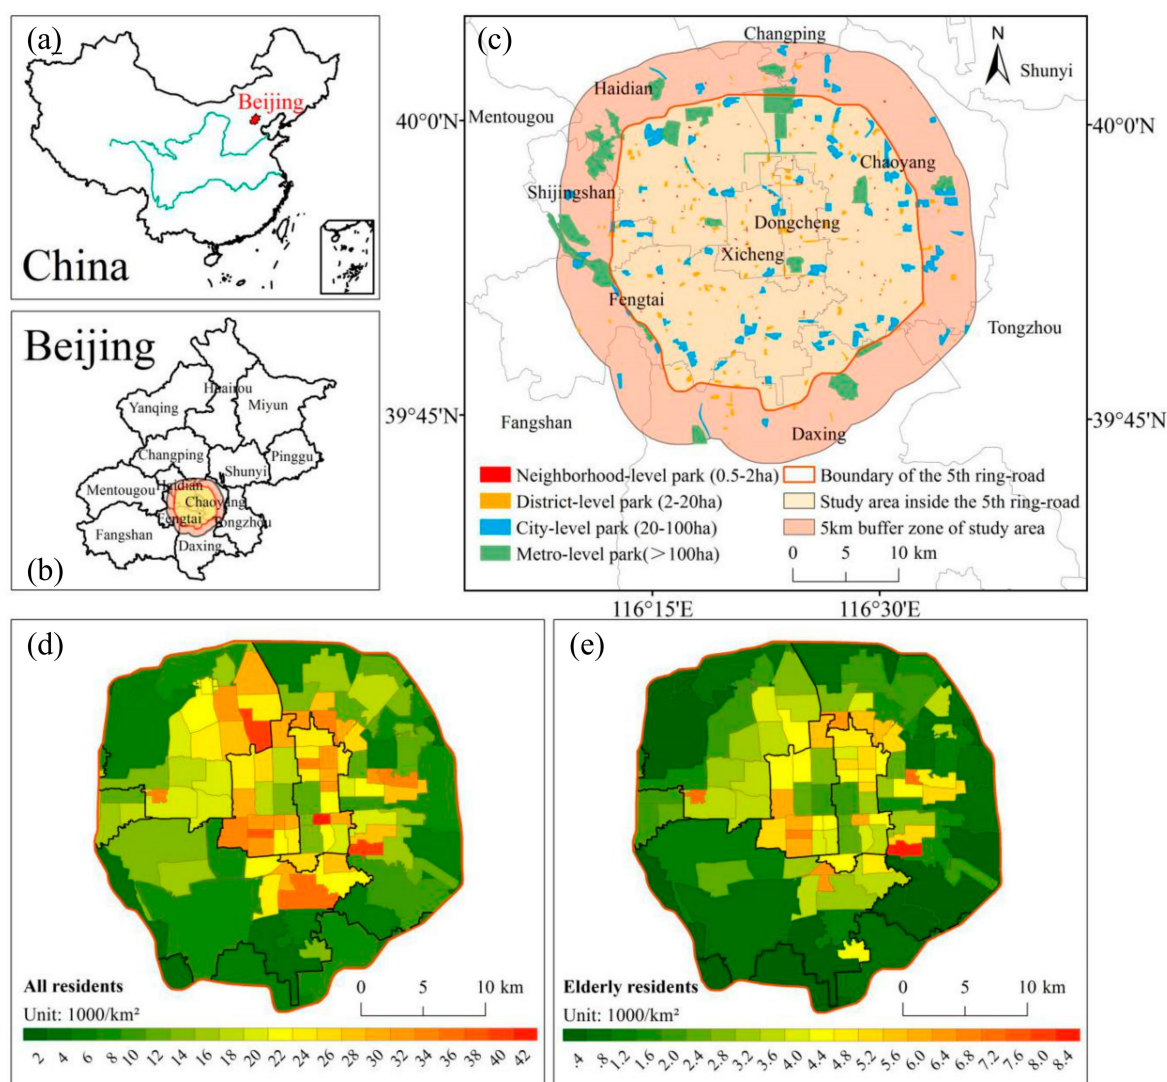 (a)
Beijing
China
Beijing
Huairou
Yanqing
Miyun
Changping
Pinggu
Shunyi
Mentougou
Haidian
Chaoyang
Fengtai
Tongzhou
Fangshan
Daxing
(b)
(c)
Changping
N
Shunyi
Haidian
Mentougou
40°0'N
40°0'N
Chaoyang
Shijingshan
Dongcheng
Xicheng
Fengtai
Tongzhou
39°45'N
39°45'N
Fangshan
Daxing
Neighborhood-level park (0.5-2ha)
District-level park (2-20ha)
City-level park (20-100ha)
Metro-level park(＞100ha)
Boundary of the 5th ring-road
Study area inside the 5th ring-road
5km buffer zone of study area
0 5 10 km
116°15'E
116°30'E
(d)
All residents
0 5 10 km
Unit: 1000/km²
2 4 6 8 10 12 14 16 18 20 22 24 26 28 30 32 34 36 38 40 42
(e)
Elderly residents
0 5 10 km
Unit: 1000/km²
.4 .8 1.2 1.6 2.0 2.4 2.8 3.2 3.6 4.0 4.4 4.8 5.2 5.6 6.0 6.4 6.8 7.2 7.6 8.0 8.4